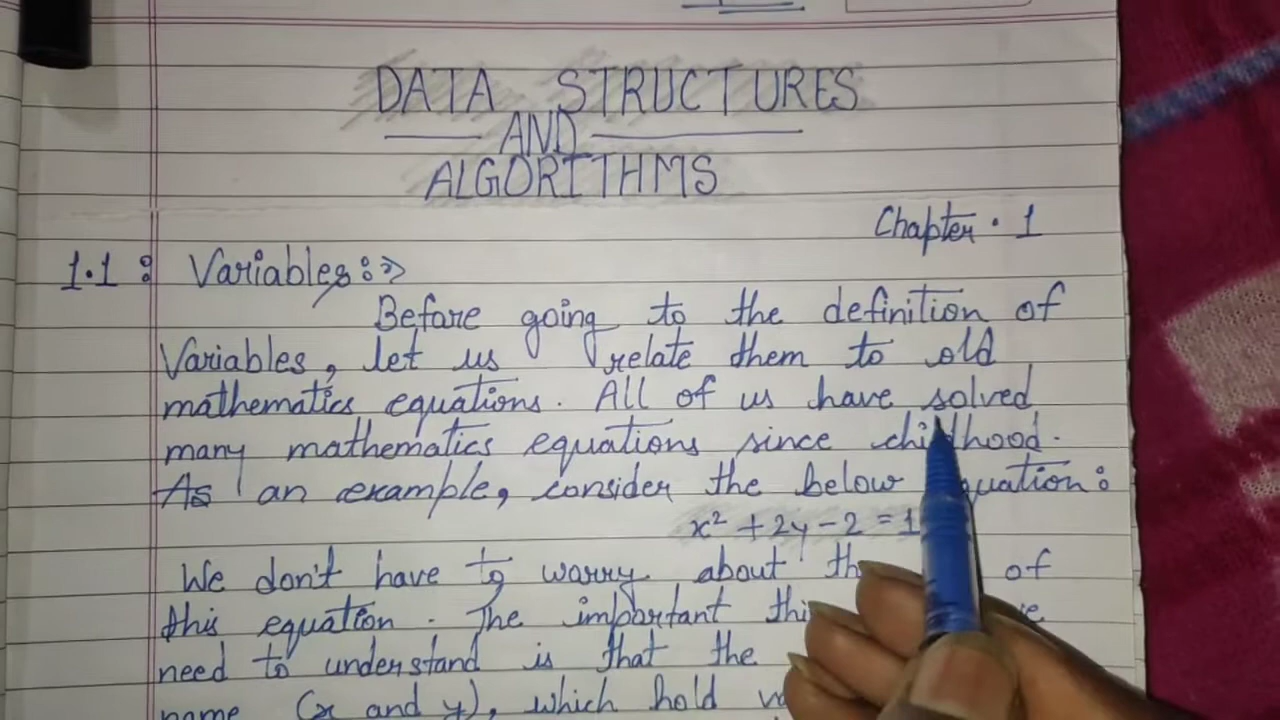 DATA STRUCTURES
AND
ALGORITHMS
Chapter. 1
1.1 : Variables:⇒
Before going to the definition of
Variables, let us relate them to old
mathematics equations. All of us have solved
many mathematics equations since childhood.
As an example, consider the below equation:
x² + 2y - 2 = 1
We don't have to worry about of
this equation. The important
need to understand is that the
name (x and y), which hold